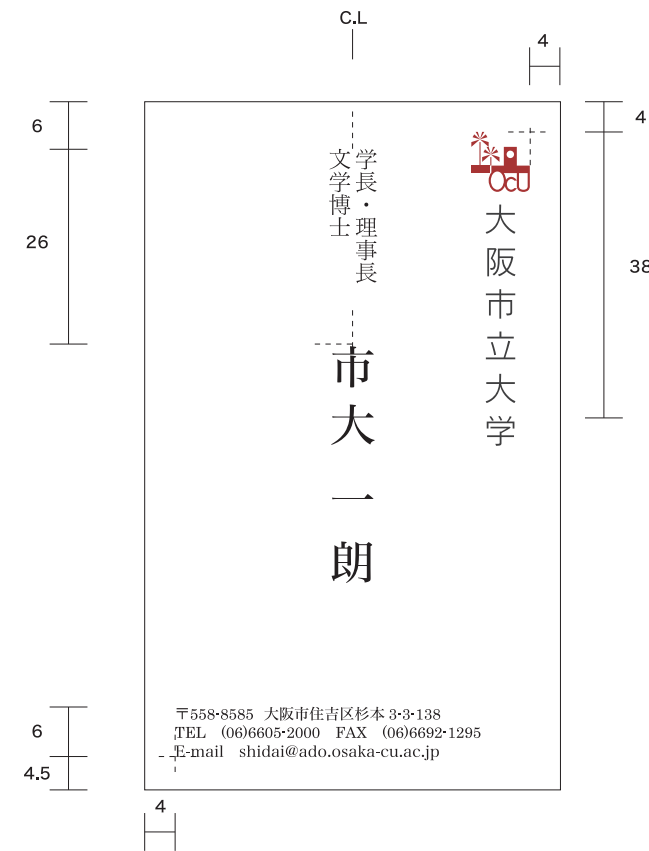 C.L
4
4
38
6
26
6
4.5
4
OcU
大阪市立大学
学長・理事長
文学博士
市大 一朗
〒558-8585 大阪市住吉区杉本 3-3-138
TEL (06)6605-2000 FAX (06)6692-1295
E-mail shidai@ado.osaka-cu.ac.jp